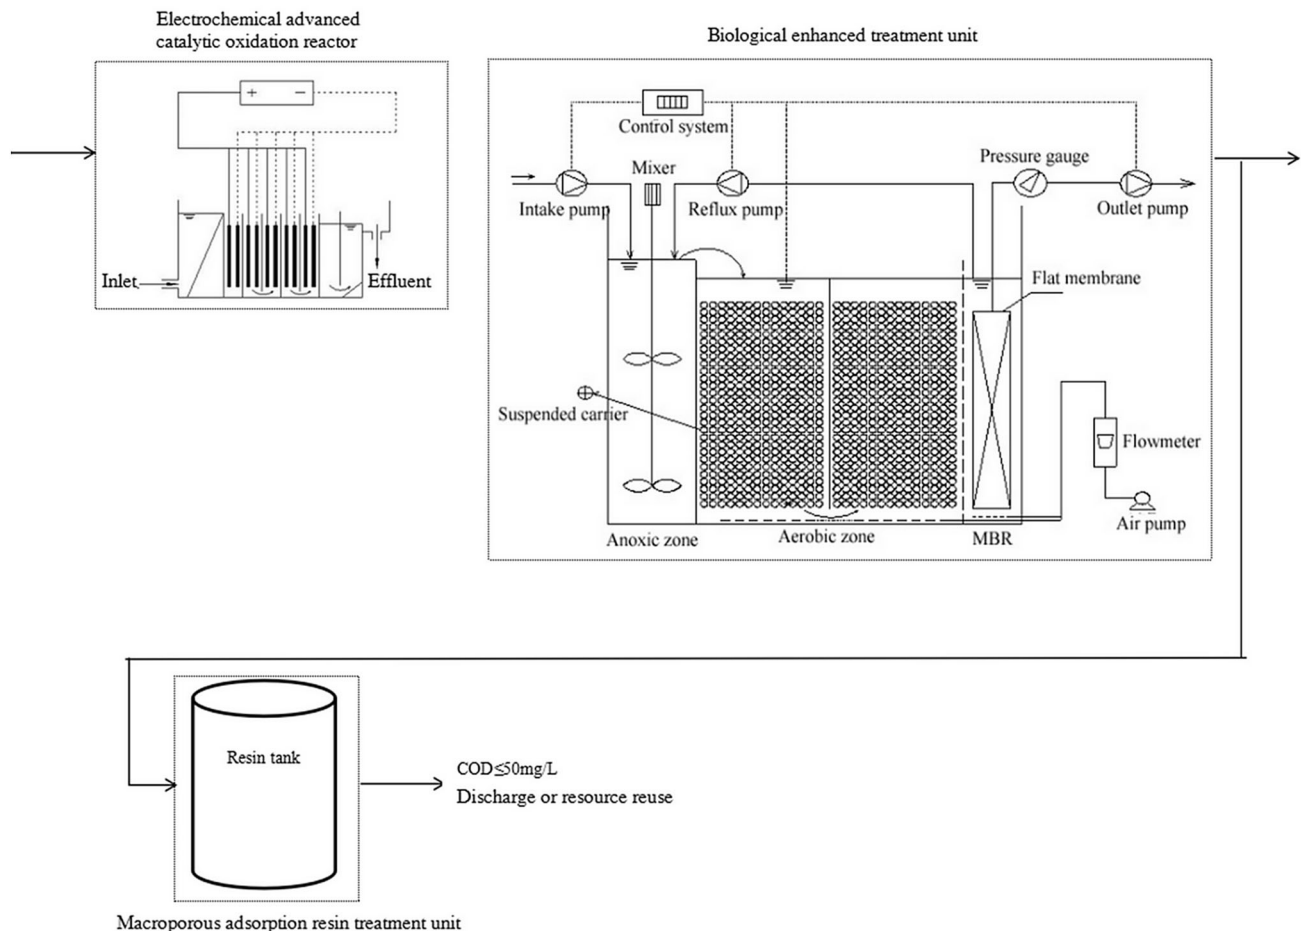 Electrochemical advanced
catalytic oxidation reactor
+ −
Inlet
Effluent
Biological enhanced treatment unit
Control system
Mixer
Pressure gauge
Intake pump
Reflux pump
Outlet pump
Flat membrane
Suspended carrier
Flowmeter
Air pump
Anoxic zone
Aerobic zone
MBR
Resin tank
COD≤50mg/L
Discharge or resource reuse
Macroporous adsorption resin treatment unit